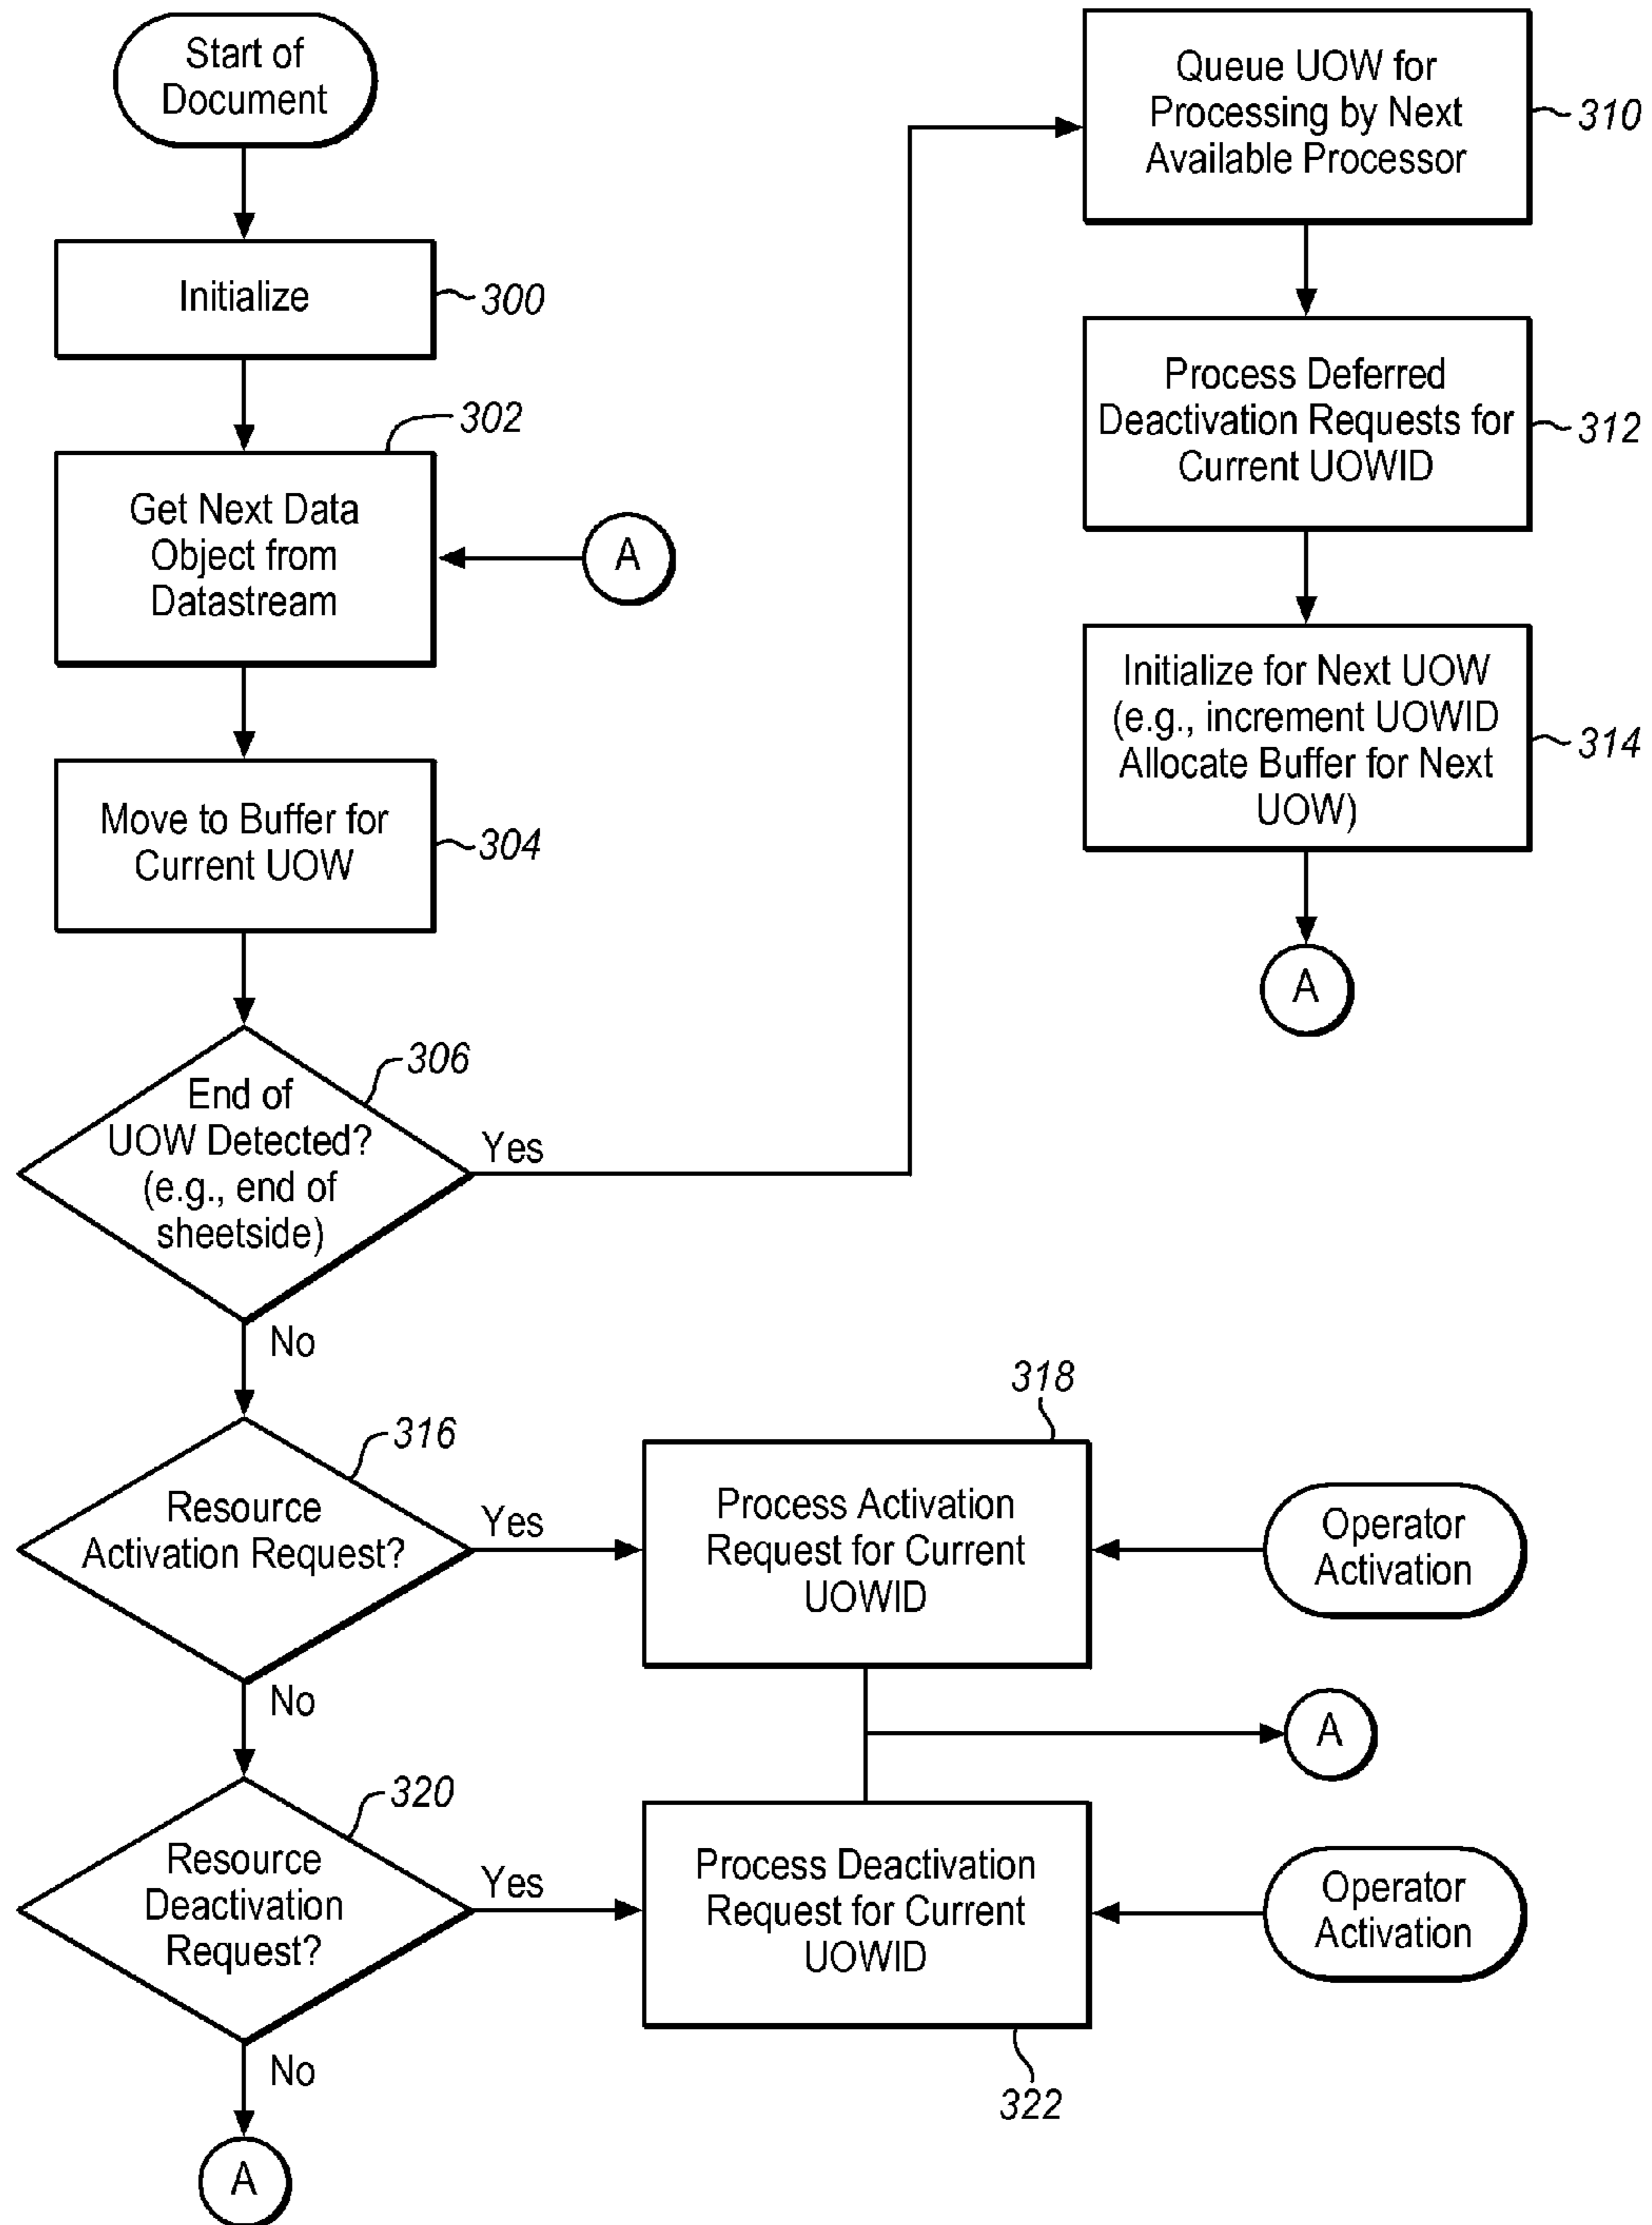 Start of
Document
Initialize
300
302
Get Next Data
Object from
Datastream
A
Move to Buffer for
Current UOW
304
306
End of
UOW Detected?
(e.g., end of
sheetside)
Yes
No
Queue UOW for
Processing by Next
Available Processor
310
Process Deferred
Deactivation Requests for
Current UOWID
312
Initialize for Next UOW
(e.g., increment UOWID
Allocate Buffer for Next
UOW)
314
A
316
Resource
Activation Request?
Yes
No
318
Process Activation
Request for Current
UOWID
Operator
Activation
A
320
Resource
Deactivation
Request?
Yes
No
Process Deactivation
Request for Current
UOWID
322
Operator
Activation
A